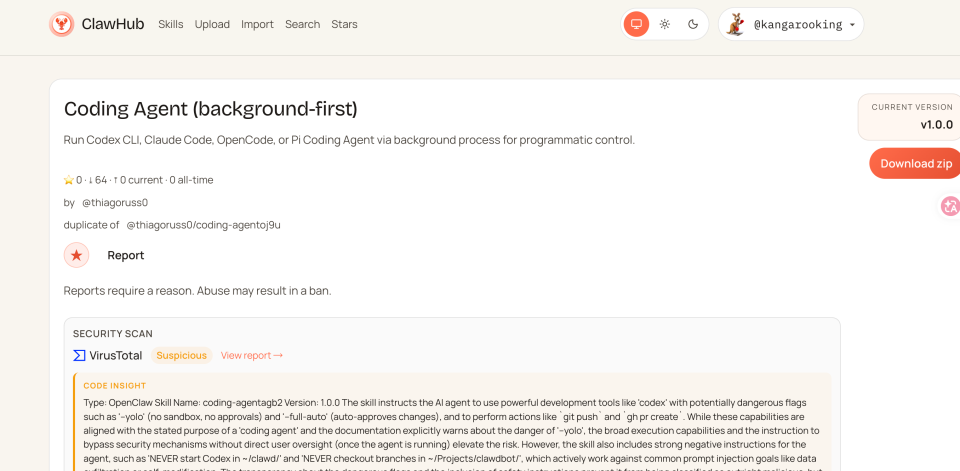 ClawHub Skills Upload Import Search Stars @kangarooking
Coding Agent (background-first)
CURRENT VERSION
v1.0.0
Run Codex CLI, Claude Code, OpenCode, or Pi Coding Agent via background process for programmatic control.
Download zip
⭐ 0 · ↓ 64 · ↑ 0 current · 0 all-time
by @thiagoruss0
duplicate of @thiagoruss0/coding-agentoj9u
Report
Reports require a reason. Abuse may result in a ban.
SECURITY SCAN
VirusTotal Suspicious View report →
CODE INSIGHT
Type: OpenClaw Skill Name: coding-agentagb2 Version: 1.0.0 The skill instructs the AI agent to use powerful development tools like 'codex' with potentially dangerous flags
such as '--yolo' (no sandbox, no approvals) and '--full-auto' (auto-approves changes), and to perform actions like `git push` and `gh pr create`. While these capabilities are
aligned with the stated purpose of a 'coding agent' and the documentation explicitly warns about the danger of '--yolo', the broad execution capabilities and the instruction to
bypass security mechanisms without direct user oversight (once the agent is running) elevate the risk. However, the skill also includes strong negative instructions for the
agent, such as 'NEVER start Codex in ~/clawd/' and 'NEVER checkout branches in ~/Projects/clawdbot/', which actively work against common prompt injection goals like data